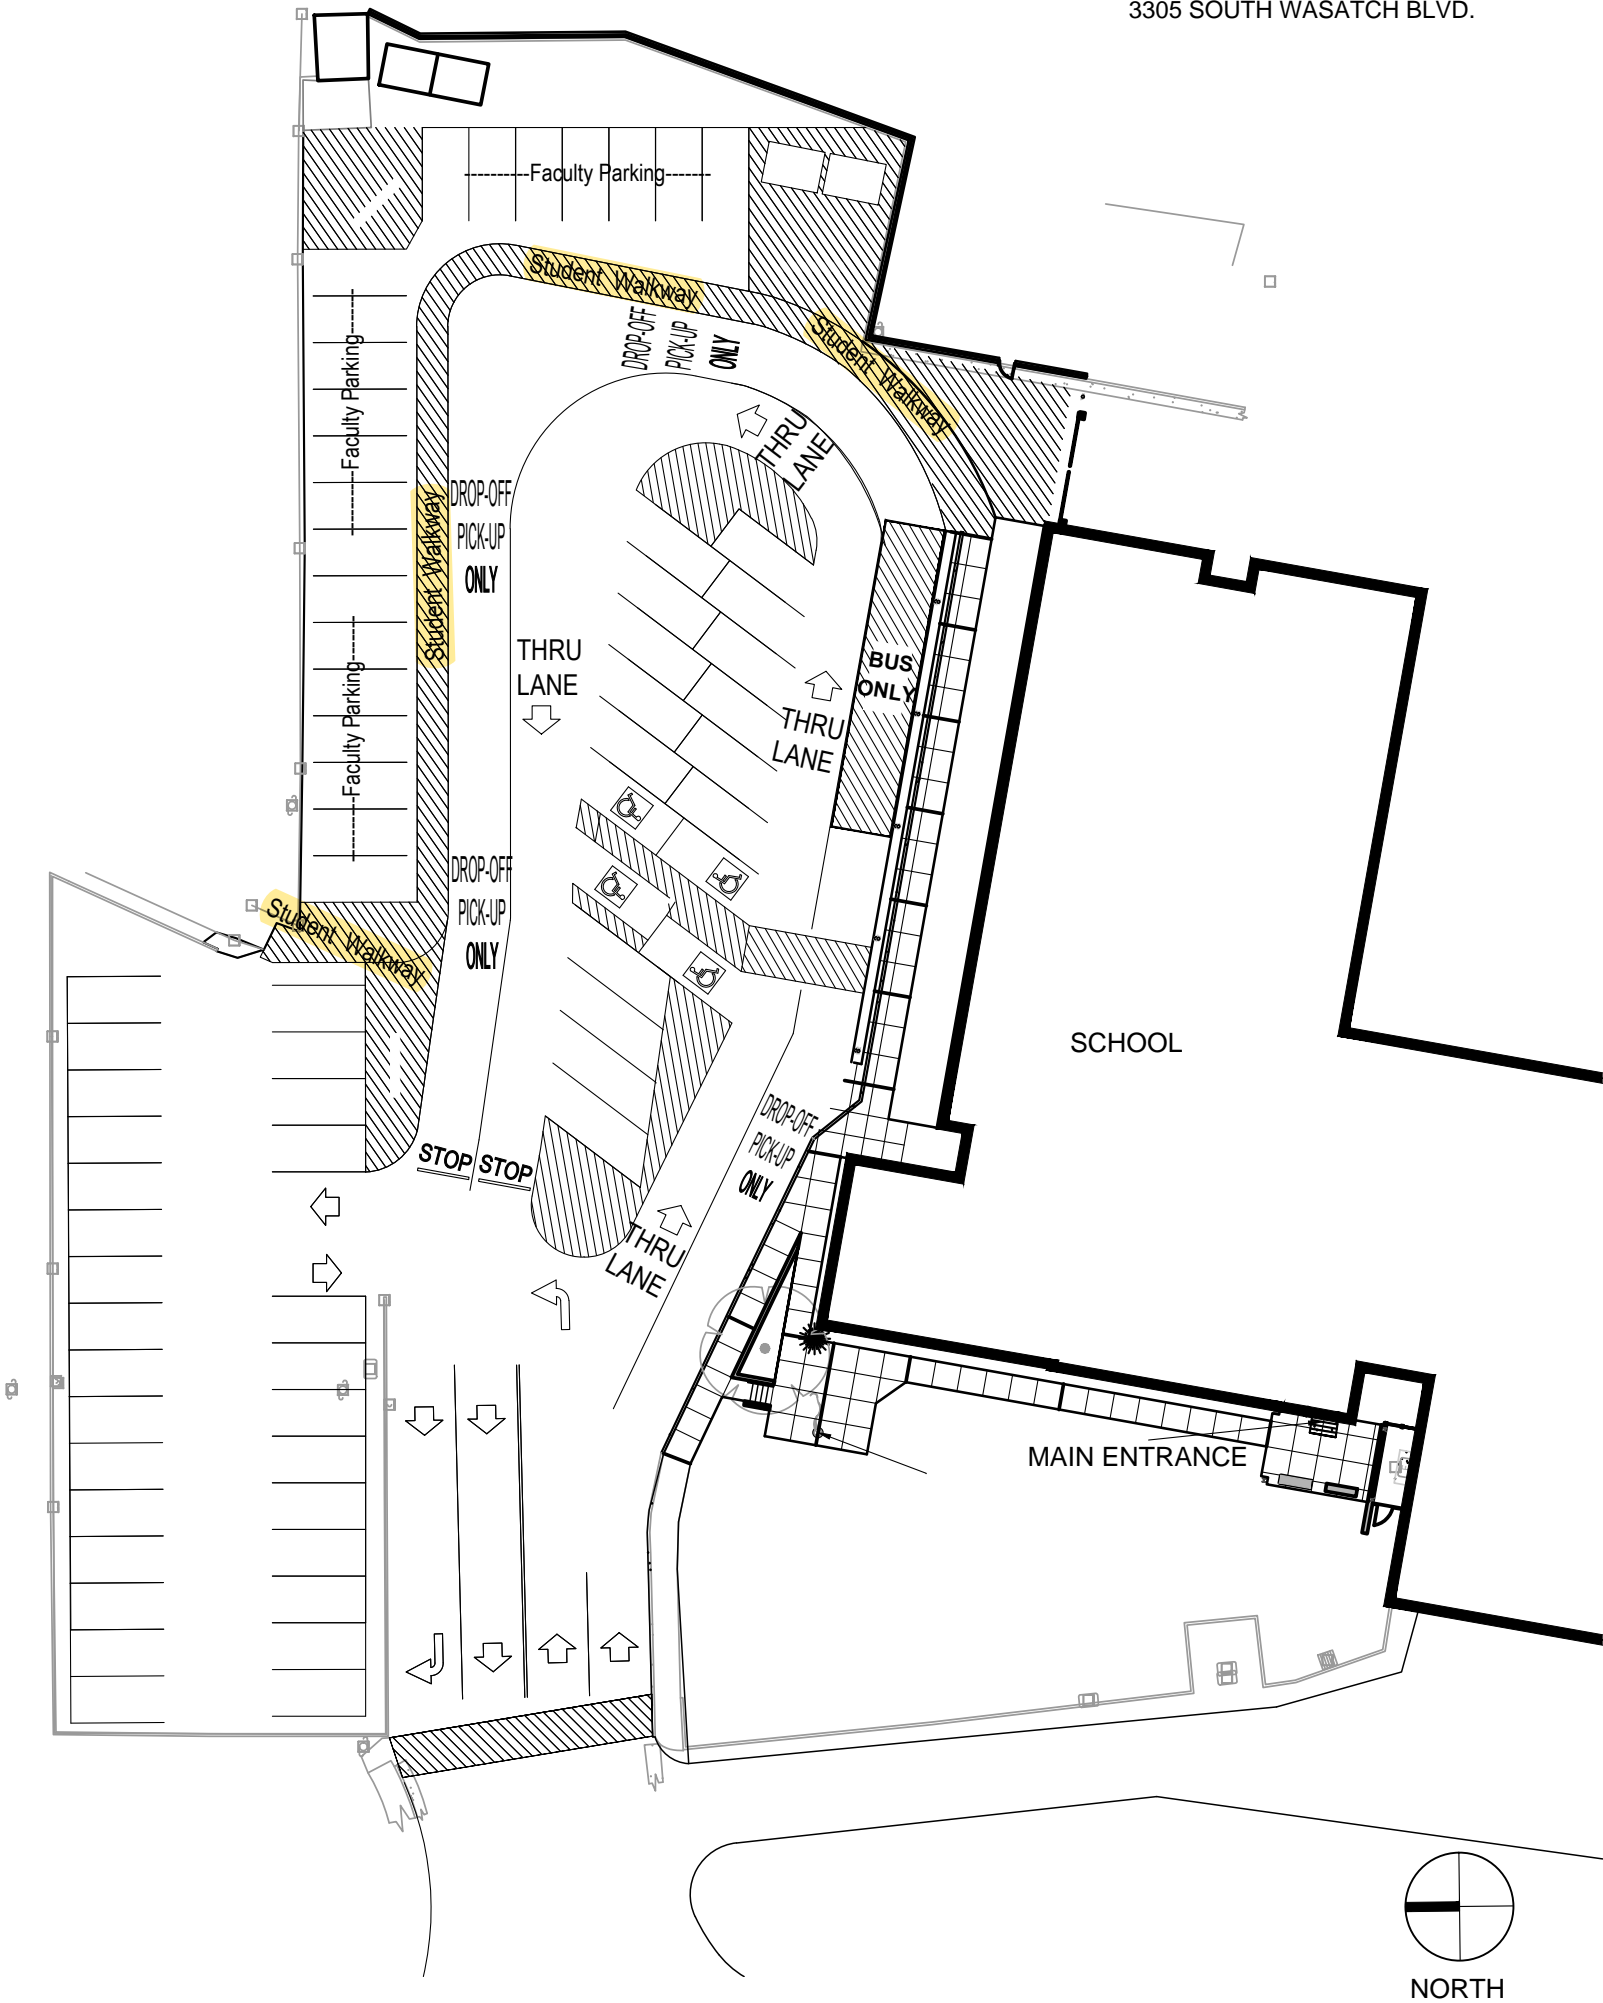 3305 SOUTH WASATCH BLVD.
----------Faculty Parking-------
Student Walkway
Student Walkway
DROP-OFF
PICK-UP
ONLY
-----Faculty Parking-----
THRU
LANE
DROP-OFF
PICK-UP
ONLY
Student Walkway
THRU
LANE
BUS
ONLY
THRU
LANE
-----Faculty Parking-----
DROP-OFF
PICK-UP
ONLY
Student Walkway
SCHOOL
DROP-OFF
PICK-UP
ONLY
STOP STOP
THRU
LANE
MAIN ENTRANCE
NORTH